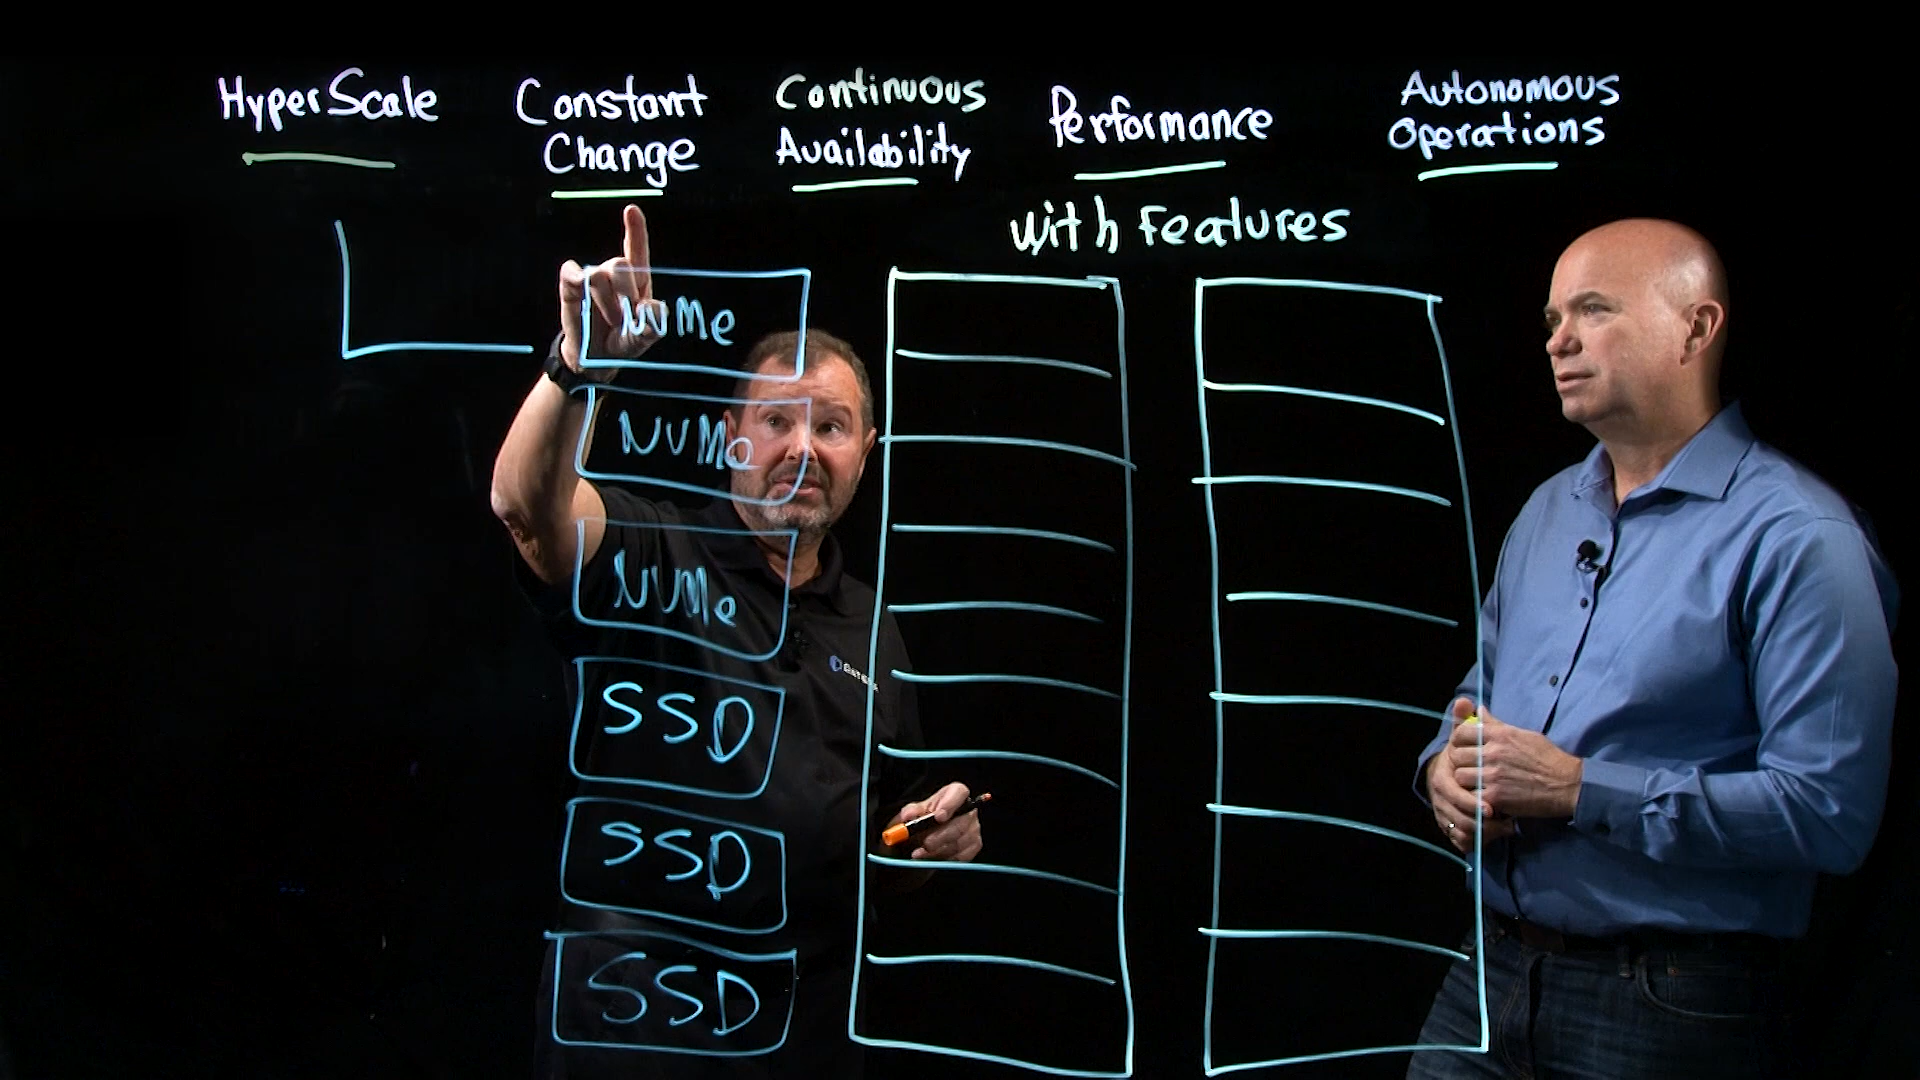 HyperScale
Constant
Change
Continuous
Availability
Performance
with Features
Autonomous
Operations
NVMe
NVMe
NVMe
SSD
SSD
SSD